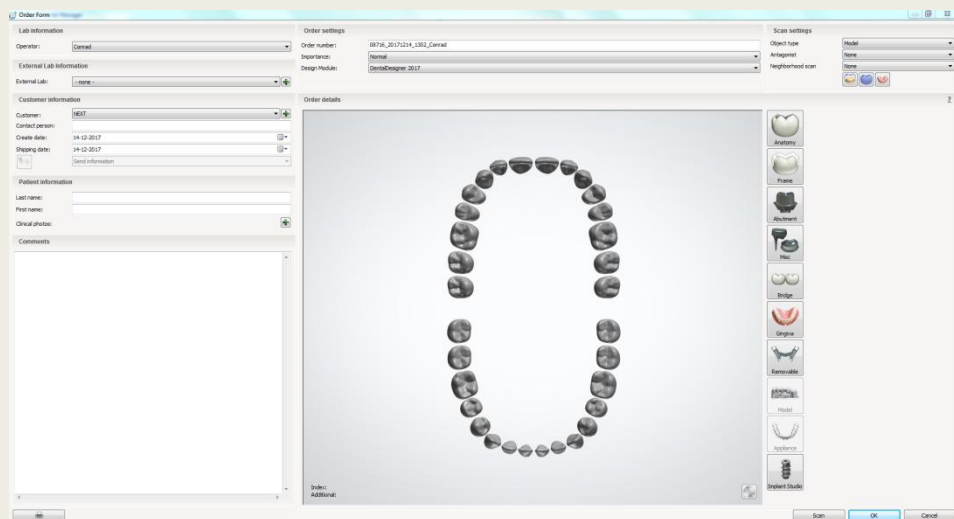 Order Form
Lab information
Operator: Conrad
External Lab Information
External Lab: - none -
Customer information
Customer: NEXT
Contact person:
Create date: 14-12-2017
Shipping date: 14-12-2017
Send information
Patient information
Last name:
First name:
Clinical photos:
Comments
Order settings
Order number: 08716_20171214_1302_Conrad
Importance: Normal
Design Module: DentalDesigner 2017
Scan settings
Object type Model
Antagonist None
Neighborhood scan None
Order details ?
Anatomy
Frame
Abutment
Misc
Bridge
Gingiva
Removable
Model
Appliance
Implant Studio
Index:
Additional:
Scan OK Cancel